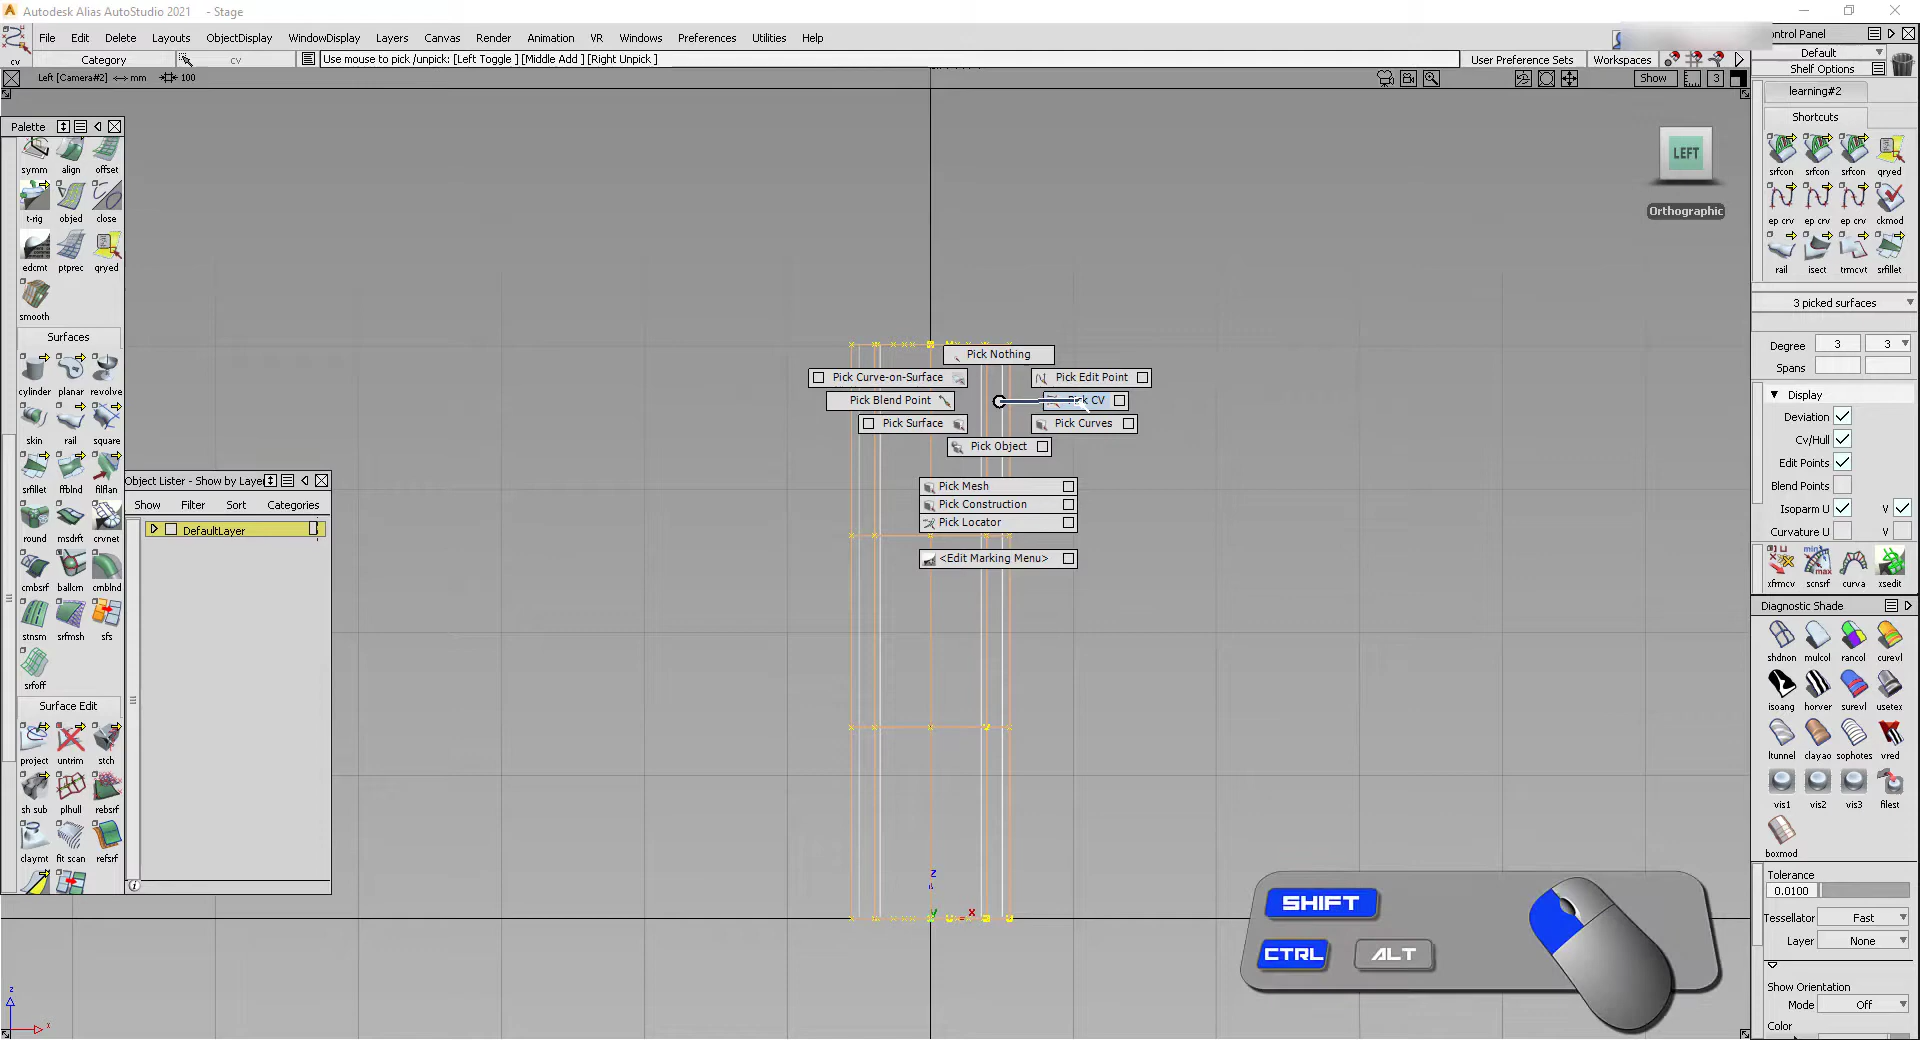 Autodesk Alias AutoStudio 2021 - Stage
File Edit Delete Layouts ObjectDisplay WindowDisplay Layers Canvas Render Animation VR Windows Preferences Utilities Help
Control Panel
cv Category cv Use mouse to pick /unpick: [Left Toggle ] [Middle Add ] [Right Unpick ] User Preference Sets Workspaces
Default
Left [Camera#2] mm 100
Show 3
Shelf Options
learning#2
Shortcuts
srfcon srfcon srfcon qryed
ep crv ep crv ep crv ckmod
rail isect trmcvt srfillet
3 picked surfaces
Degree 3 3
Spans
Display
Deviation
Cv/Hull
Edit Points
Blend Points
Isoparm U V
Curvature U V
xfrmcv scnsrf curva xsedit
Diagnostic Shade
shdnon mulcol rancol curevl
isoang horver surevl usetex
ltunnel clayao sophotes vred
vis1 vis2 vis3 filest
boxmod
Tolerance
0.0100
Tessellator Fast
Layer None
Show Orientation
Mode Off
Color
LEFT
Orthographic
Palette
symm align offset
t-rig objed close
edcmt ptprec qryed
smooth
Surfaces
cylinder planar revolve
skin rail square
srfillet ffblnd filflan
round msdrft crvnet
cmbsrf ballcrn crnblnd
stnsrn srfmsh sfs
srfoff
Surface Edit
project untrim stch
sh sub plhull rebsrf
claymt fit scan refsrf
Object Lister - Show by Layer
Show Filter Sort Categories
DefaultLayer
Pick Nothing
Pick Curve-on-Surface Pick Edit Point
Pick Blend Point Pick CV
Pick Surface Pick Curves
Pick Object
Pick Mesh
Pick Construction
Pick Locator
<Edit Marking Menu>
z
y x
z
x
SHIFT
CTRL ALT